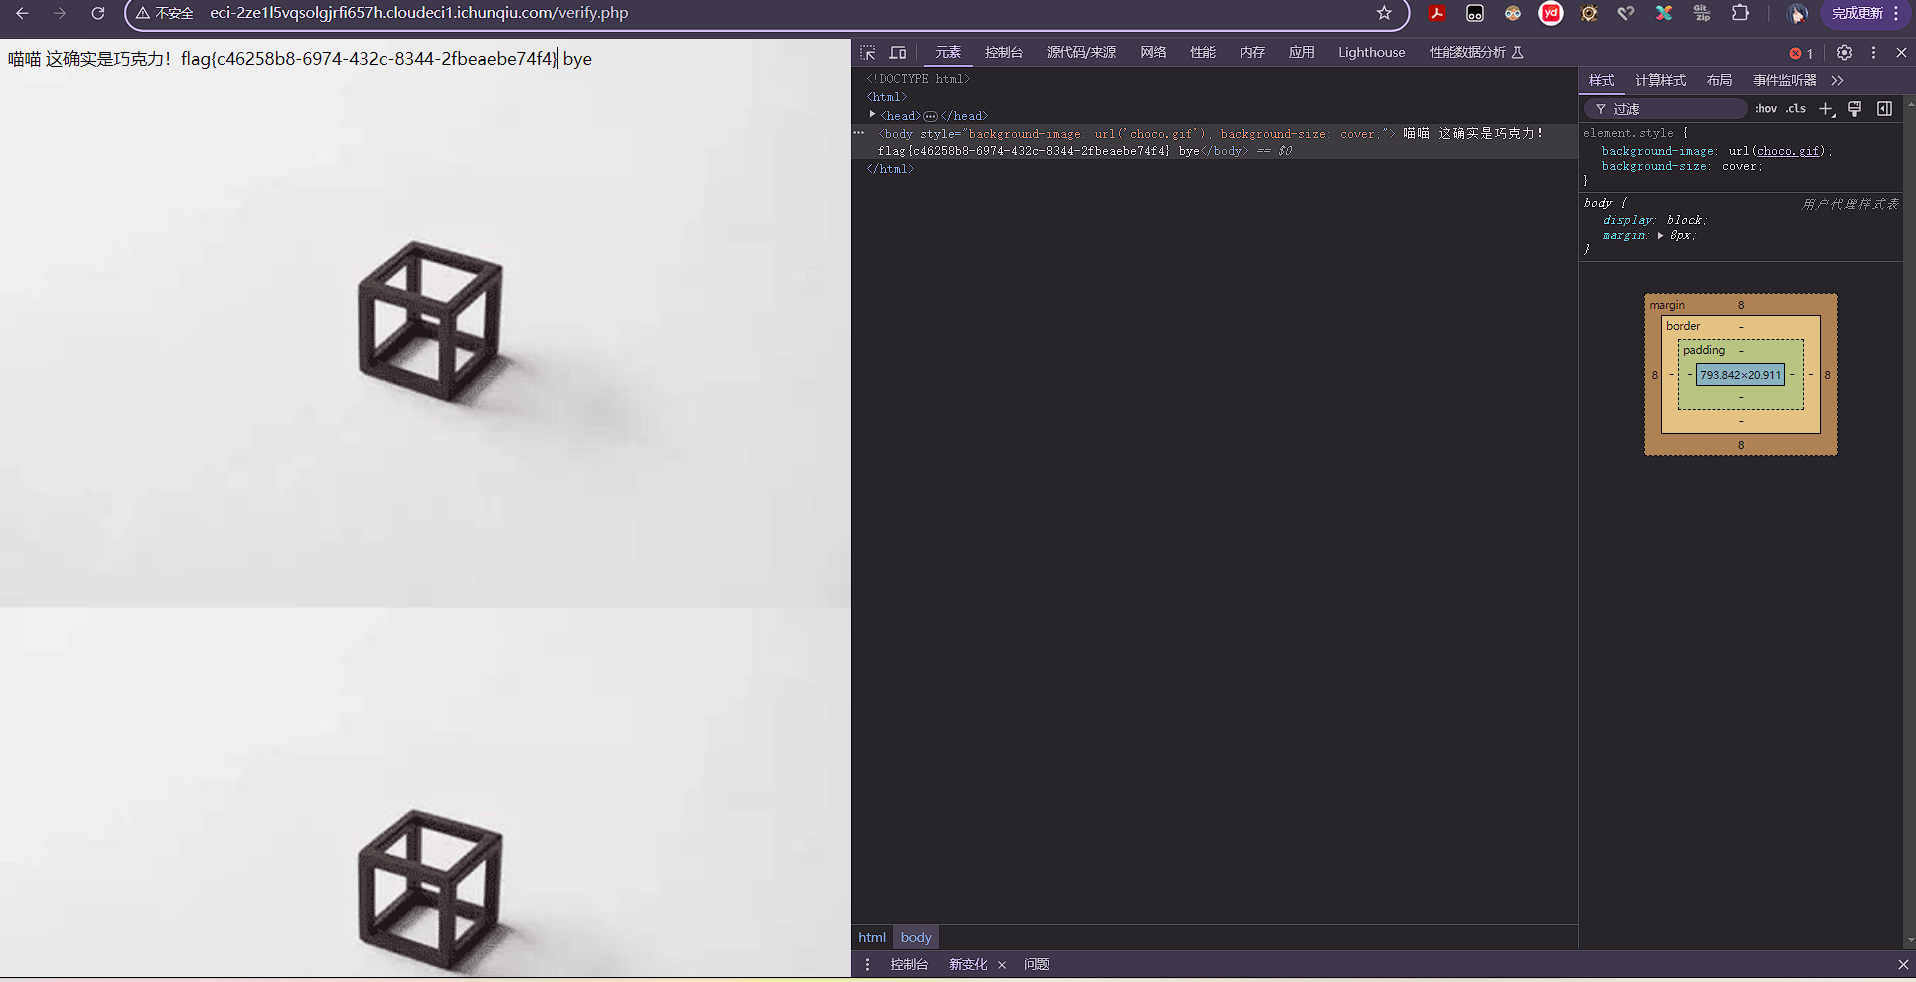 不安全 eci-2ze1l5vqsolgjrfi657h.cloudeci1.ichunqiu.com/verify.php
yd
Git Zip
完成更新
喵喵 这确实是巧克力！flag{c46258b8-6974-432c-8344-2fbeaebe74f4} bye
元素 控制台 源代码/来源 网络 性能 内存 应用 Lighthouse 性能数据分析
1
<!DOCTYPE html>
<html>
<head>
</head>
<body style="background-image: url('choco.gif'); background-size: cover;"> 喵喵 这确实是巧克力！
flag{c46258b8-6974-432c-8344-2fbeaebe74f4} bye</body> == $0
</html>
样式 计算样式 布局 事件监听器
过滤
:hov .cls
element.style {
background-image: url(choco.gif);
background-size: cover;
}
body {
用户代理样式表
display: block;
margin: 8px;
}
margin 8
border -
padding -
8 - - 793.842×20.911 - - 8
-
-
8
html body
控制台 新变化 问题